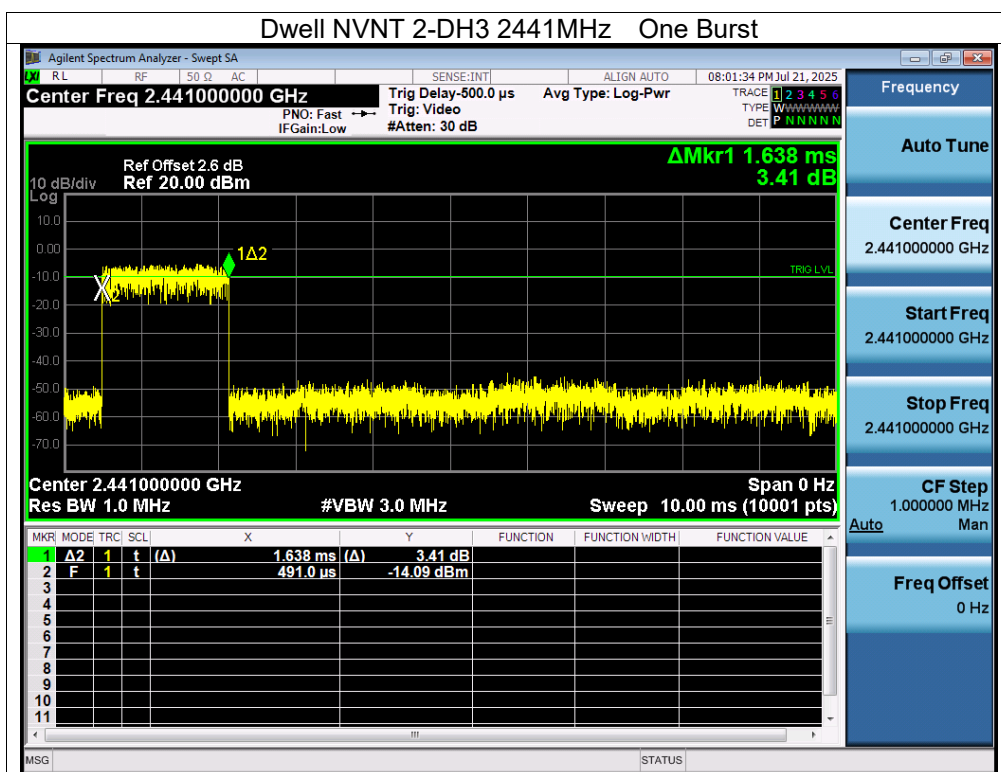 Dwell NVNT 2-DH3 2441MHz One Burst
Agilent Spectrum Analyzer - Swept SA
LXI RL RF 50 Ω AC SENSE:INT ALIGN AUTO 08:01:34 PM Jul 21, 2025
Center Freq 2.441000000 GHz
PNO: Fast
IFGain:Low
Trig Delay-500.0 µs
Trig: Video
#Atten: 30 dB
Avg Type: Log-Pwr
TRACE 1 2 3 4 5 6
TYPE WWWWWW
DET P N N N N N
ΔMkr1 1.638 ms
3.41 dB
Ref Offset 2.6 dB
10 dB/div Ref 20.00 dBm
Log
10.0
0.00
-10.0
-20.0
-30.0
-40.0
-50.0
-60.0
-70.0
1Δ2
2
TRIG LVL
Center 2.441000000 GHz Span 0 Hz
Res BW 1.0 MHz #VBW 3.0 MHz Sweep 10.00 ms (10001 pts)
MKR MODE TRC SCL X Y FUNCTION FUNCTION WIDTH FUNCTION VALUE
1 Δ2 1 t (Δ) 1.638 ms (Δ) 3.41 dB
2 F 1 t 491.0 µs -14.09 dBm
3
4
5
6
7
8
9
10
11
MSG STATUS
Frequency
Auto Tune
Center Freq
2.441000000 GHz
Start Freq
2.441000000 GHz
Stop Freq
2.441000000 GHz
CF Step
1.000000 MHz
Auto Man
Freq Offset
0 Hz